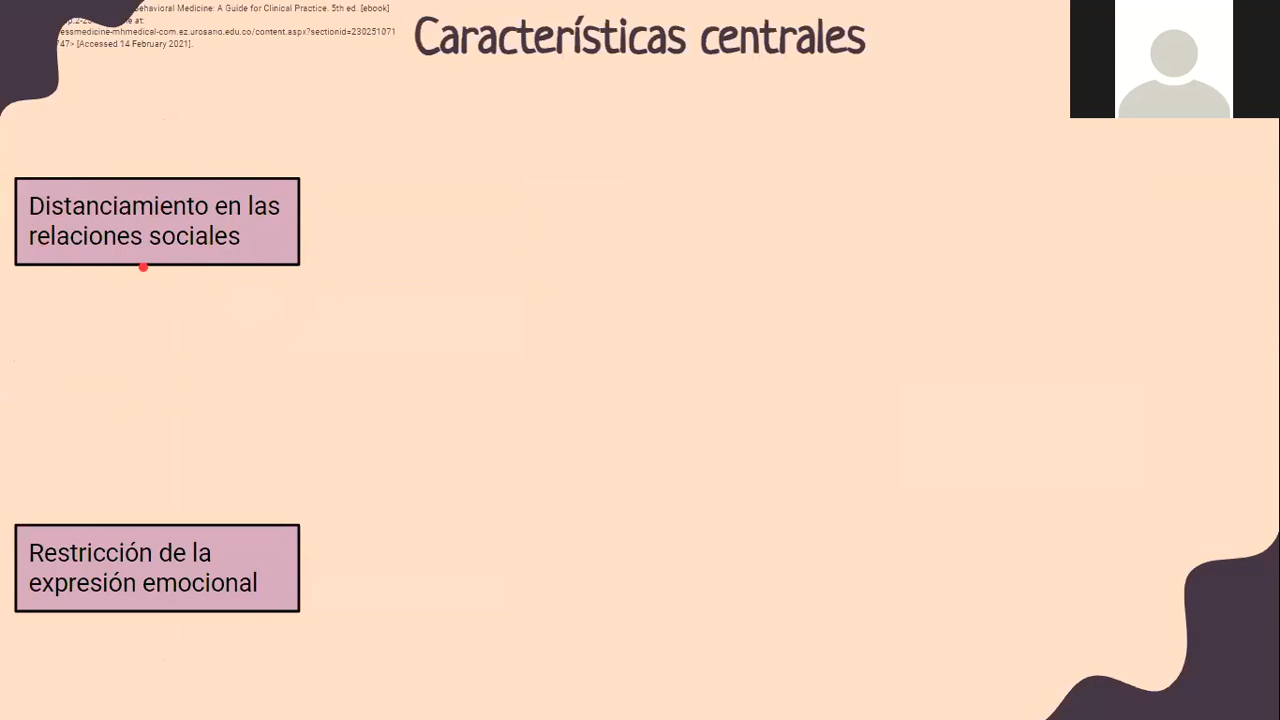 Behavioral Medicine: A Guide for Clinical Practice. 5th ed. [ebook]
at:
essmedicine-mhmedical-com.ez.urosario.edu.co/content.aspx?sectionid=230251071
747> [Accessed 14 February 2021].
Características centrales
Distanciamiento en las
relaciones sociales
Restricción de la
expresión emocional